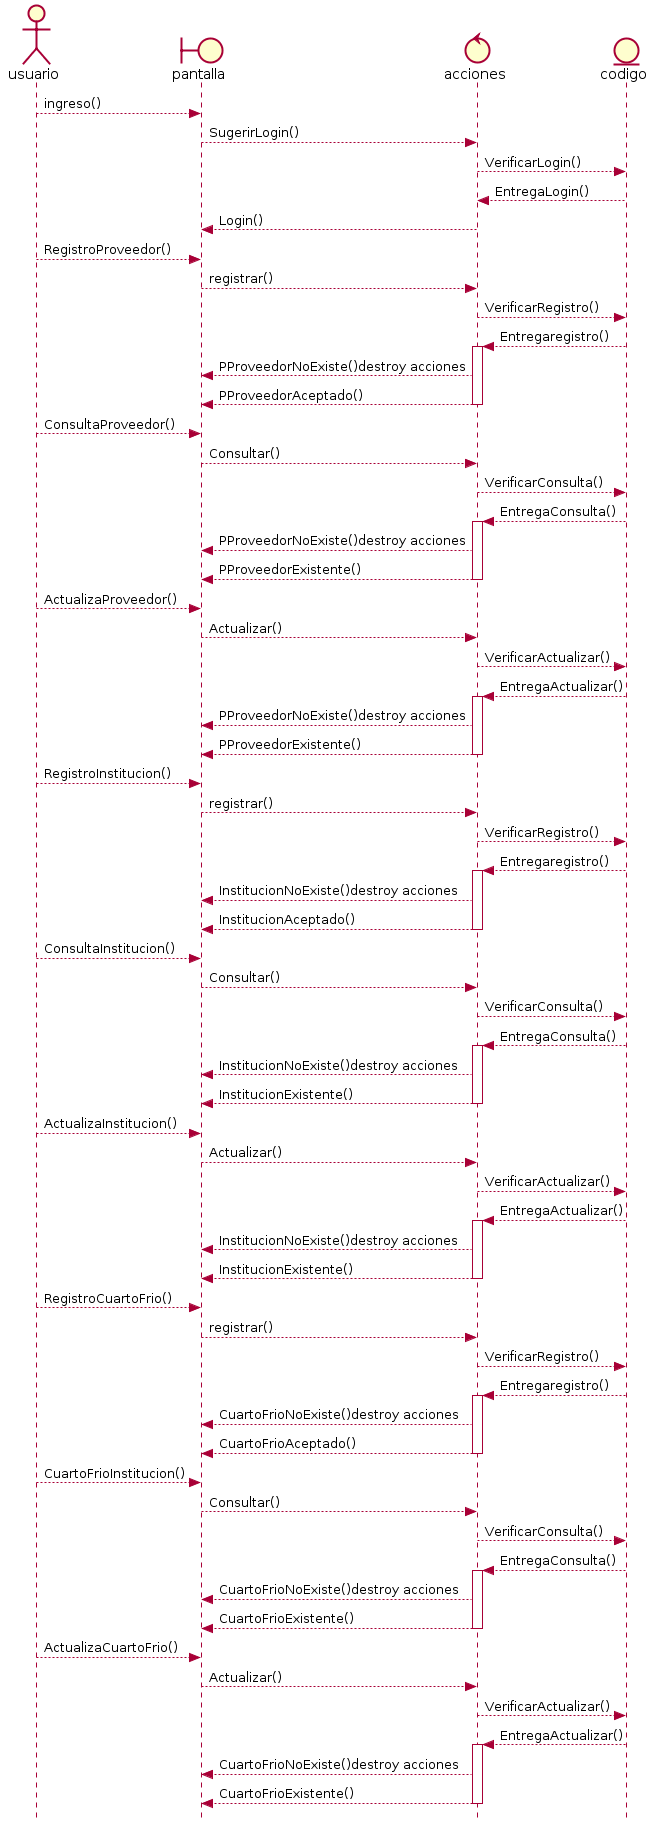 usuario
pantalla
acciones
codigo
ingreso()
SugerirLogin()
VerificarLogin()
EntregaLogin()
Login()
RegistroProveedor()
registrar()
VerificarRegistro()
Entregaregistro()
PProveedorNoExiste()destroy acciones
PProveedorAceptado()
ConsultaProveedor()
Consultar()
VerificarConsulta()
EntregaConsulta()
PProveedorNoExiste()destroy acciones
PProveedorExistente()
ActualizaProveedor()
Actualizar()
VerificarActualizar()
EntregaActualizar()
PProveedorNoExiste()destroy acciones
PProveedorExistente()
RegistroInstitucion()
registrar()
VerificarRegistro()
Entregaregistro()
InstitucionNoExiste()destroy acciones
InstitucionAceptado()
ConsultaInstitucion()
Consultar()
VerificarConsulta()
EntregaConsulta()
InstitucionNoExiste()destroy acciones
InstitucionExistente()
ActualizaInstitucion()
Actualizar()
VerificarActualizar()
EntregaActualizar()
InstitucionNoExiste()destroy acciones
InstitucionExistente()
RegistroCuartoFrio()
registrar()
VerificarRegistro()
Entregaregistro()
CuartoFrioNoExiste()destroy acciones
CuartoFrioAceptado()
CuartoFrioInstitucion()
Consultar()
VerificarConsulta()
EntregaConsulta()
CuartoFrioNoExiste()destroy acciones
CuartoFrioExistente()
ActualizaCuartoFrio()
Actualizar()
VerificarActualizar()
EntregaActualizar()
CuartoFrioNoExiste()destroy acciones
CuartoFrioExistente()